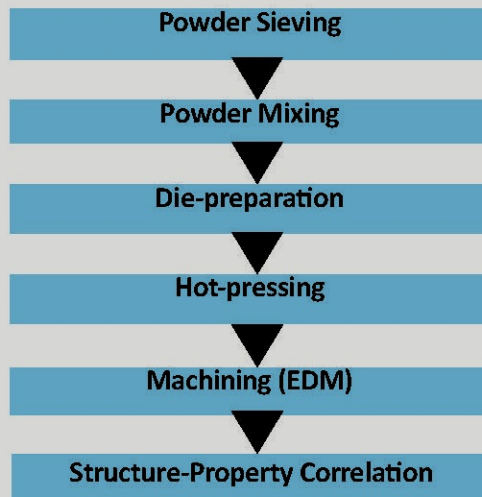 Powder Sieving
Powder Mixing
Die-preparation
Hot-pressing
Machining (EDM)
Structure-Property Correlation